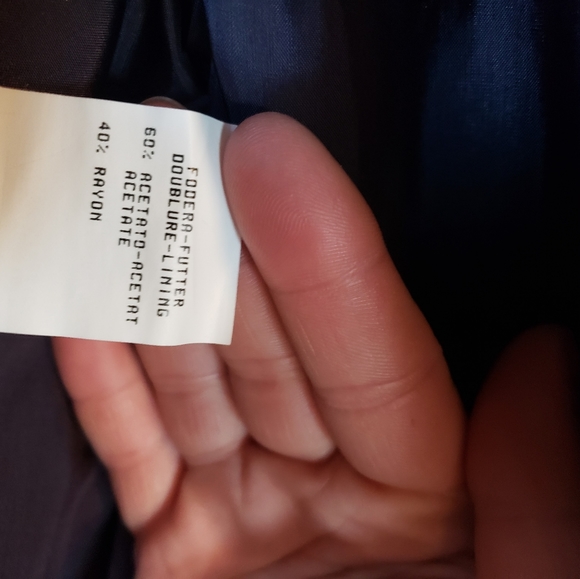 FODERA-FUTTER
DOUBLURE-LINING
60% ACETATO-ACETAT
ACETATE
40% RAYON